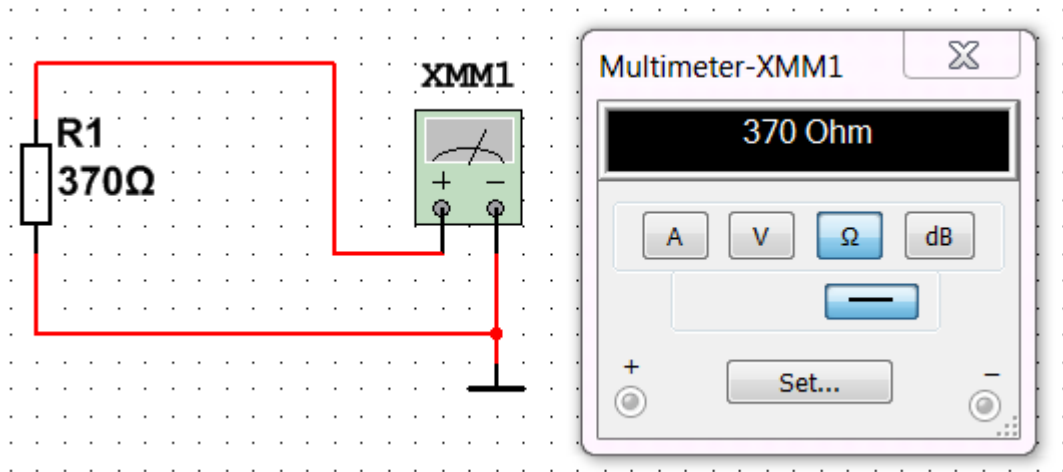 XMM1
R1
370Ω
+ −
Multimeter-XMM1
370 Ohm
A V Ω dB
+ −
Set...